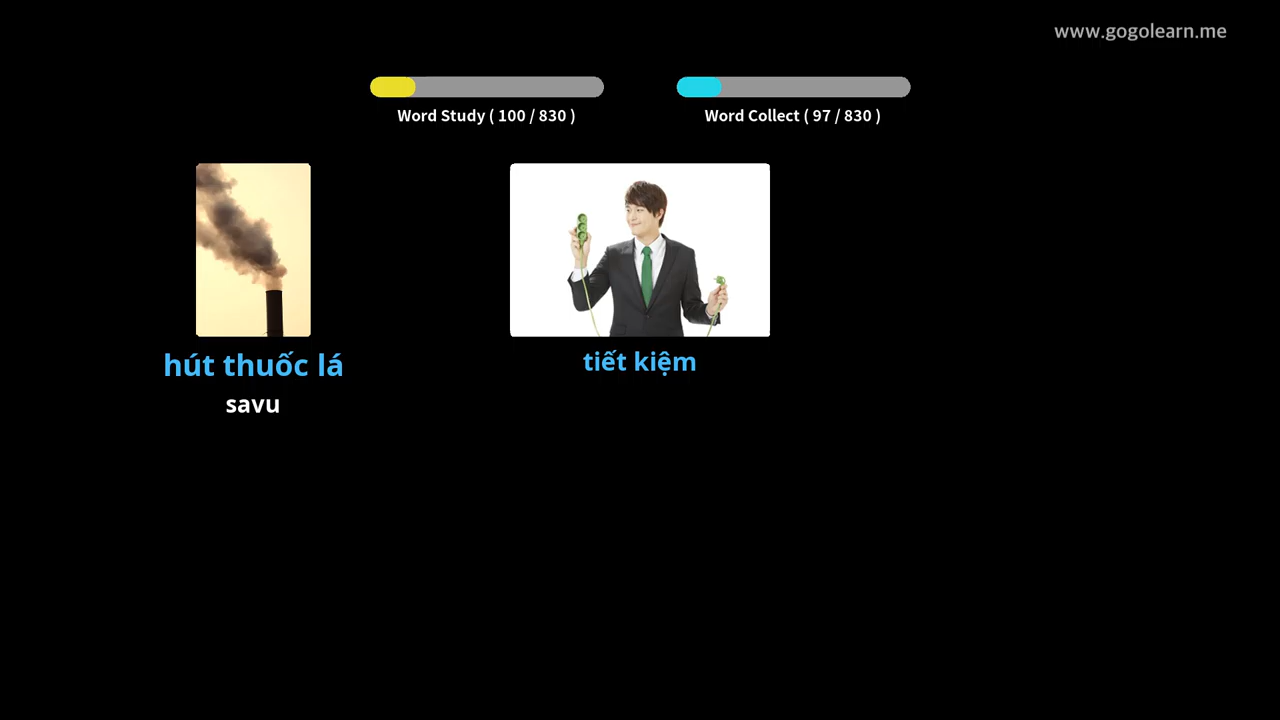 www.gogolearn.me
Word Study ( 100 / 830 )
Word Collect ( 97 / 830 )
hút thuốc lá
savu
tiết kiệm